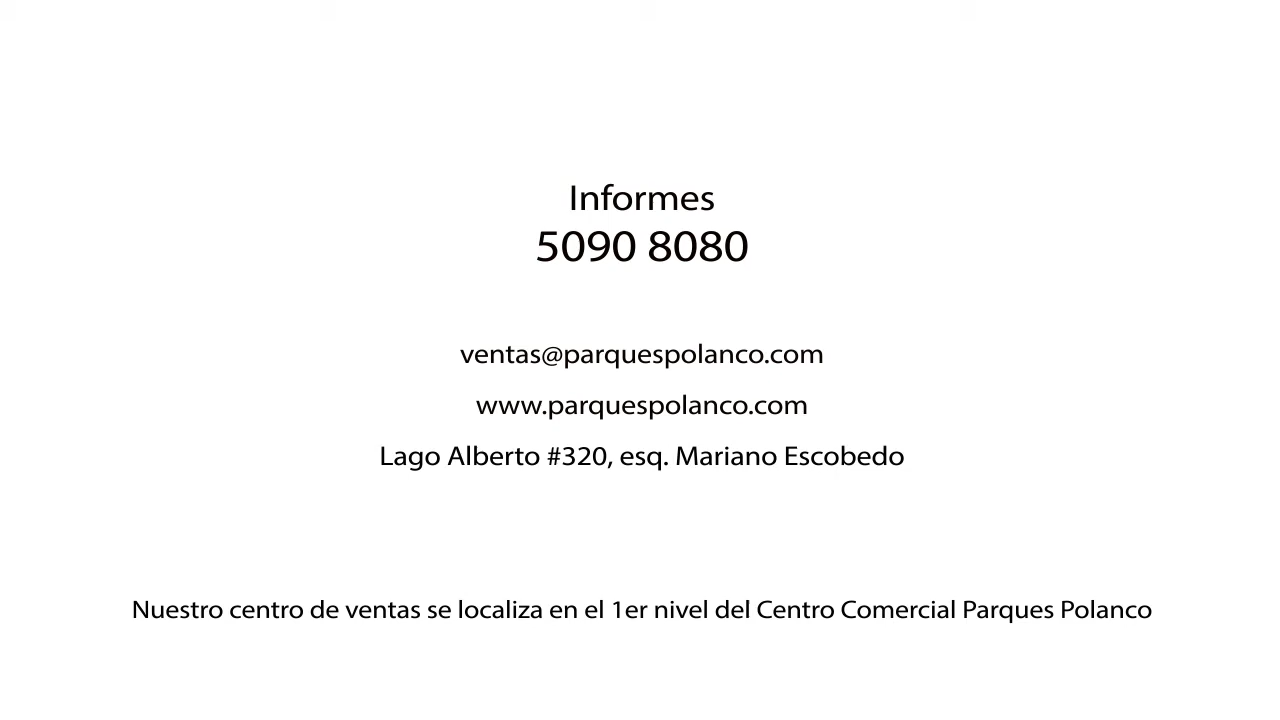 Informes
5090 8080
ventas@parquespolanco.com
www.parquespolanco.com
Lago Alberto #320, esq. Mariano Escobedo
Nuestro centro de ventas se localiza en el 1er nivel del Centro Comercial Parques Polanco